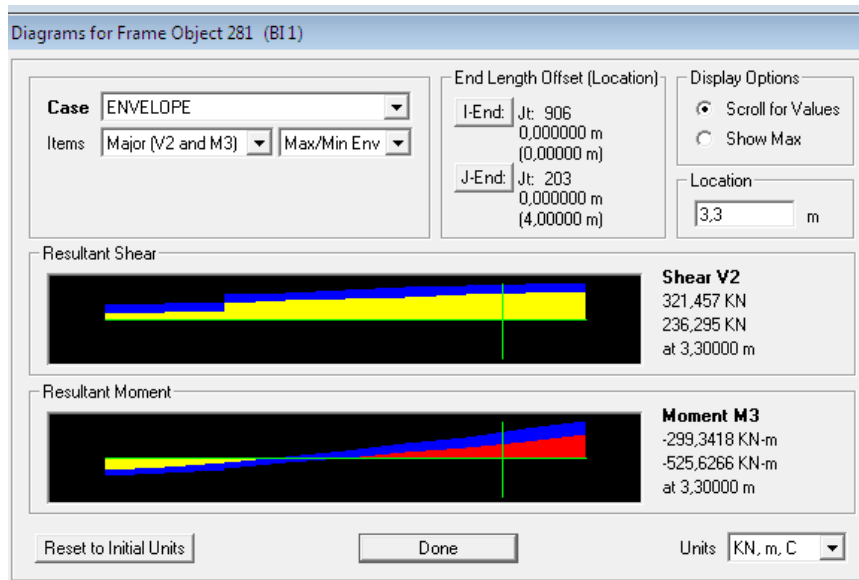 Diagrams for Frame Object 281 (BI 1)
Case ENVELOPE
Items Major (V2 and M3) Max/Min Env
End Length Offset (Location)
I-End: Jt: 906
0,000000 m
(0,00000 m)
J-End: Jt: 203
0,000000 m
(4,00000 m)
Display Options
Scroll for Values
Show Max
Location
3,3 m
Resultant Shear
Shear V2
321,457 KN
236,295 KN
at 3,30000 m
Resultant Moment
Moment M3
-299,3418 KN-m
-525,6266 KN-m
at 3,30000 m
Reset to Initial Units Done Units KN, m, C